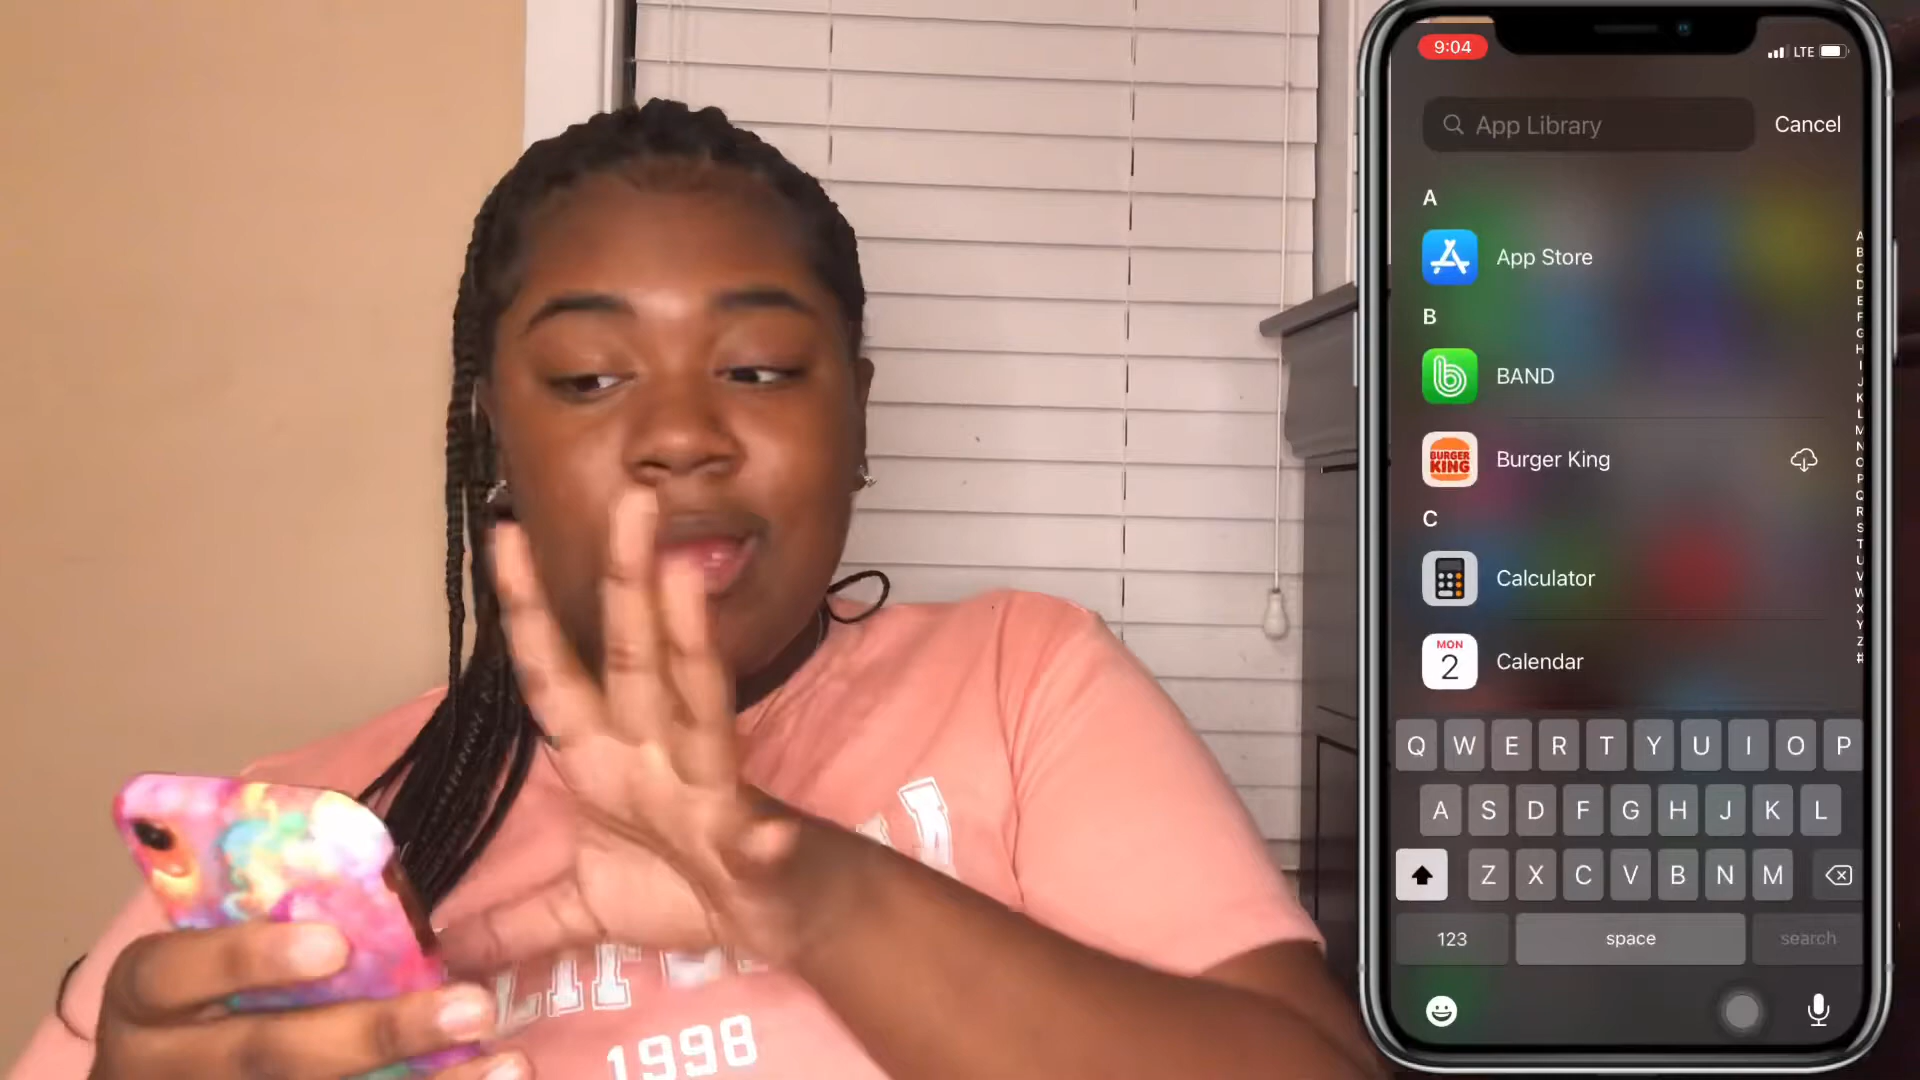 9:04
LTE
App Library
Cancel
A
App Store
B
BAND
BURGER
KING
Burger King
C
Calculator
MON
2
Calendar
A
B
C
D
E
F
G
H
I
J
K
L
M
N
O
P
Q
R
S
T
U
V
W
X
Y
Z
#
Q W E R T Y U I O P
A S D F G H J K L
Z X C V B N M
123
space
search
1998